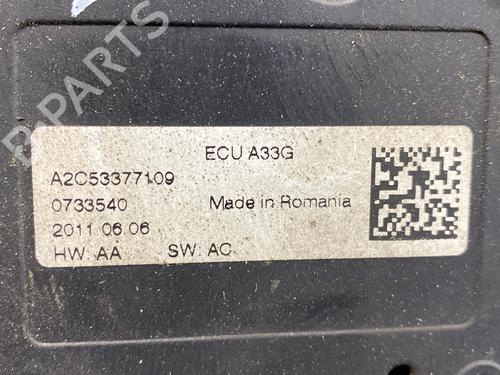 B-PARTS
ECU A33G
A2C53377109
0733540 Made in Romania
2011 06.06
HW: AA SW: AC